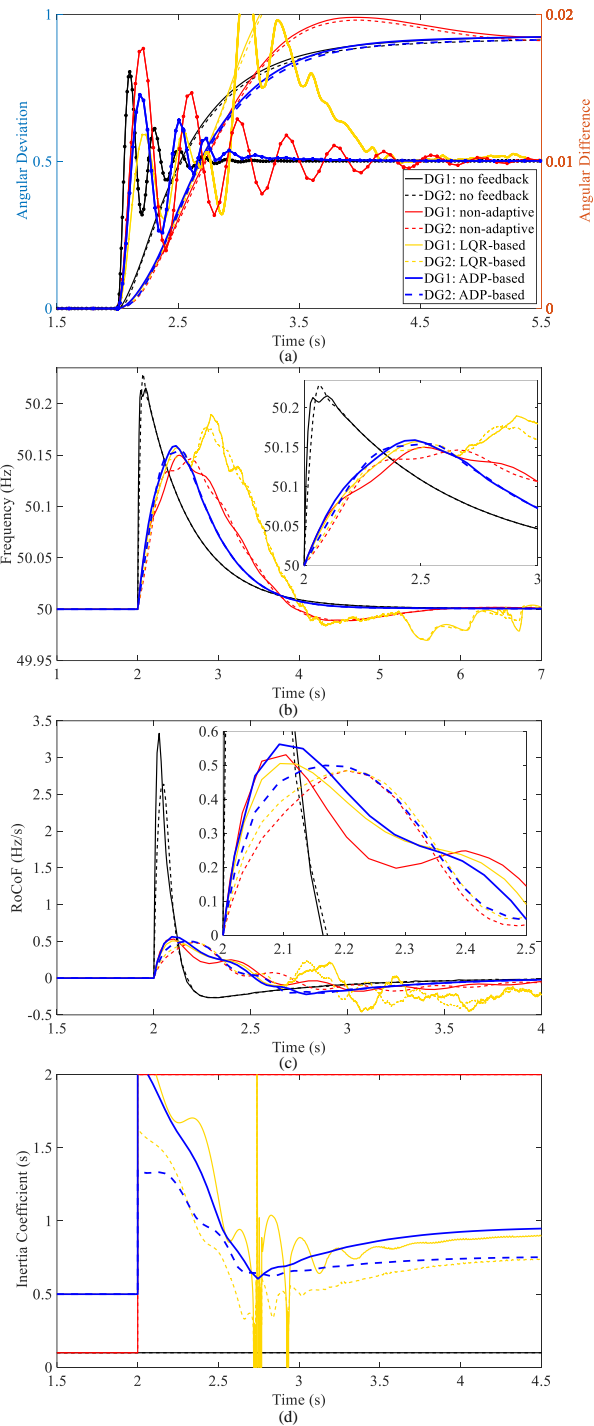 1
0.5
0
Angular Deviation
0.02
0.01
0
Angular Difference
DG1: no feedback
DG2: no feedback
DG1: non-adaptive
DG2: non-adaptive
DG1: LQR-based
DG2: LQR-based
DG1: ADP-based
DG2: ADP-based
1.5 2.5 3.5 4.5 5.5
Time (s)
(a)
50.2
50.15
50.1
50.05
50
49.95
Frequency (Hz)
50.2
50.15
50.1
50.05
50
2 2.5 3
1 2 3 4 5 6 7
Time (s)
(b)
3.5
3
2.5
2
1.5
1
0.5
0
-0.5
RoCoF (Hz/s)
0.6
0.5
0.4
0.3
0.2
0.1
0
2 2.1 2.2 2.3 2.4 2.5
1.5 2 2.5 3 3.5 4
Time (s)
(c)
2
1.5
1
0.5
0
Inertia Coefficient (s)
1.5 2 2.5 3 3.5 4 4.5
Time (s)
(d)